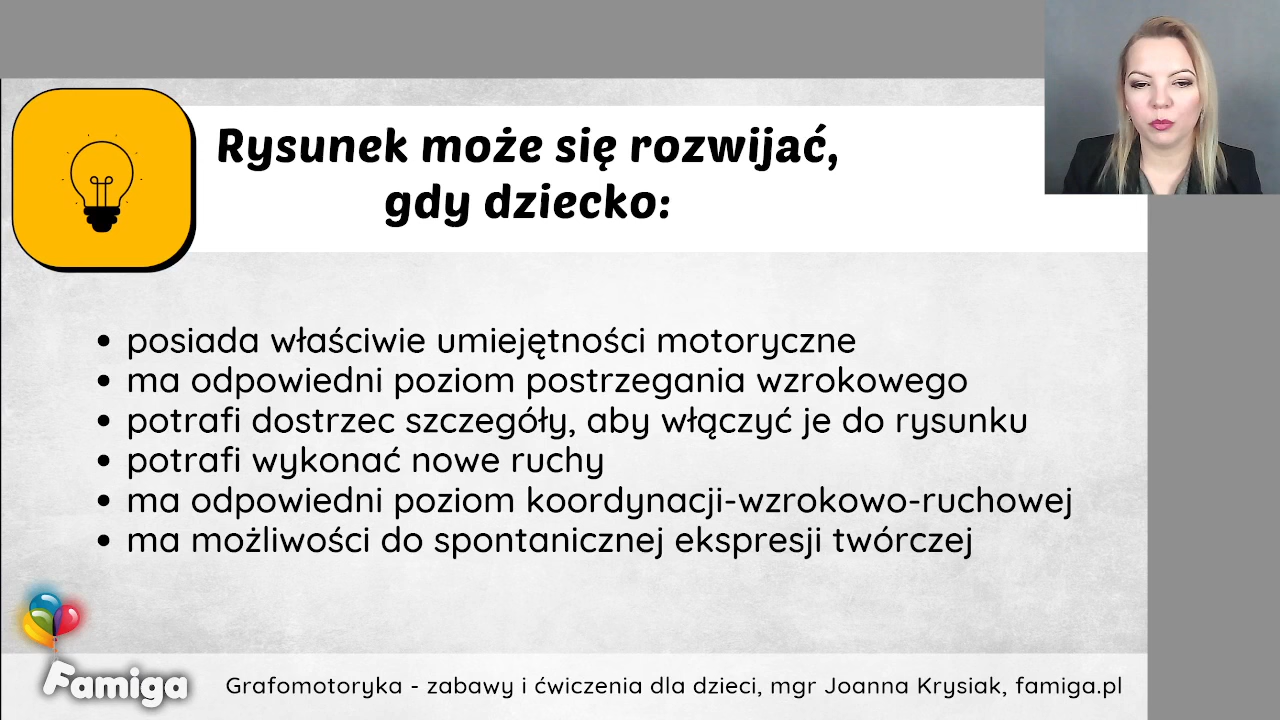 Rysunek może się rozwijać,
gdy dziecko:
• posiada właściwie umiejętności motoryczne
• ma odpowiedni poziom postrzegania wzrokowego
• potrafi dostrzec szczegóły, aby włączyć je do rysunku
• potrafi wykonać nowe ruchy
• ma odpowiedni poziom koordynacji-wzrokowo-ruchowej
• ma możliwości do spontanicznej ekspresji twórczej
Famiga
Grafomotoryka - zabawy i ćwiczenia dla dzieci, mgr Joanna Krysiak, famiga.pl